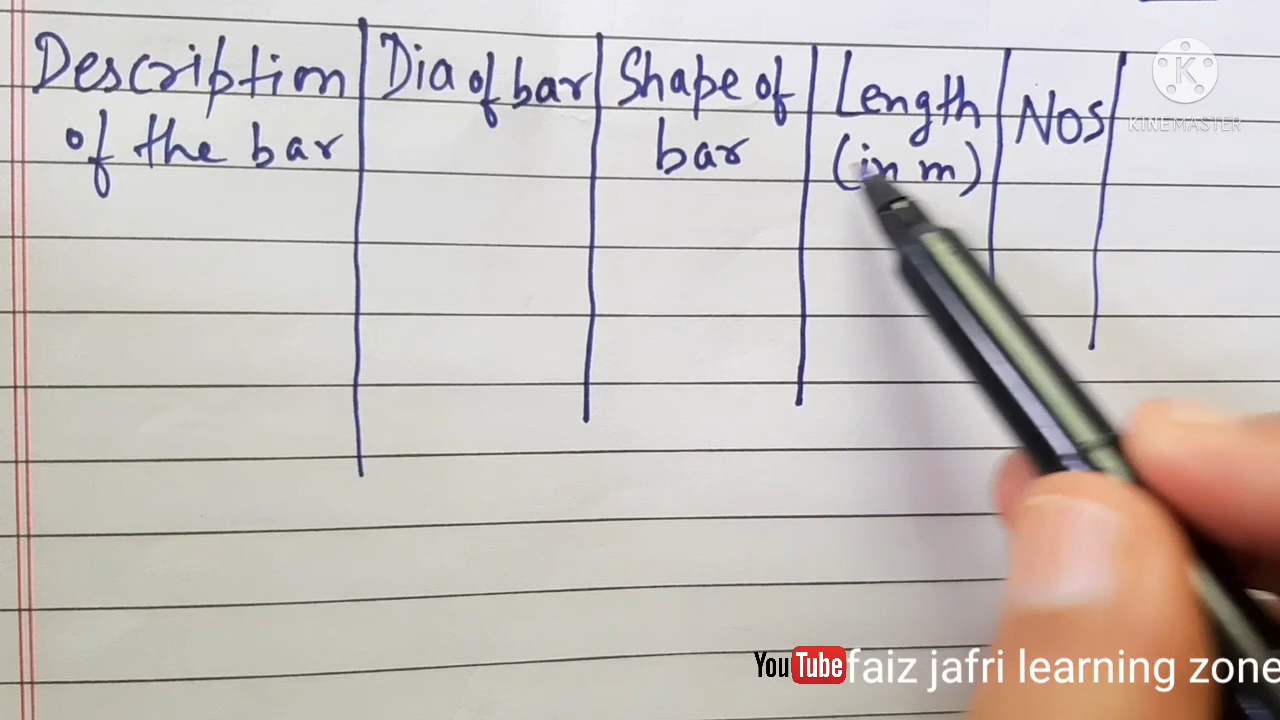 Description
of the bar
Dia of bar
Shape of
bar
Length
(in m)
Nos
K
KINEMASTER
YouTube faiz jafri learning zone